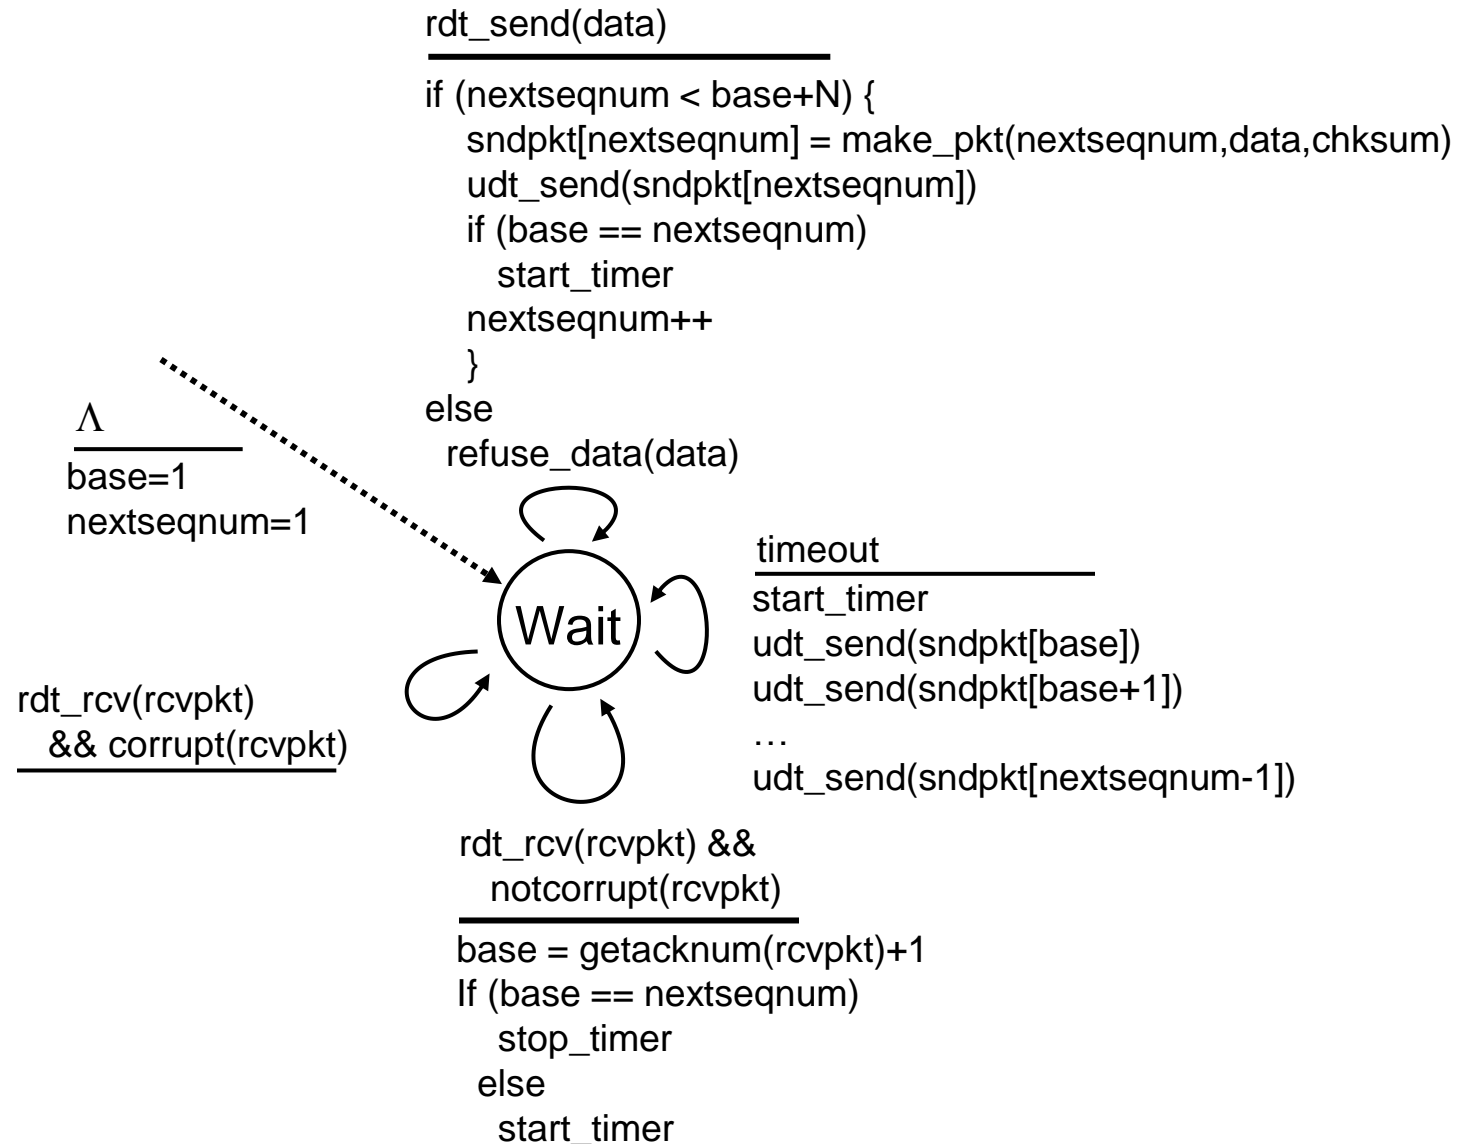 rdt_send(data)
if (nextseqnum < base+N) {
sndpkt[nextseqnum] = make_pkt(nextseqnum,data,chksum)
udt_send(sndpkt[nextseqnum])
if (base == nextseqnum)
start_timer
nextseqnum++
}
else
refuse_data(data)
Λ
base=1
nextseqnum=1
Wait
timeout
start_timer
udt_send(sndpkt[base])
udt_send(sndpkt[base+1])
…
udt_send(sndpkt[nextseqnum-1])
rdt_rcv(rcvpkt)
&& corrupt(rcvpkt)
rdt_rcv(rcvpkt) &&
notcorrupt(rcvpkt)
base = getacknum(rcvpkt)+1
If (base == nextseqnum)
stop_timer
else
start_timer